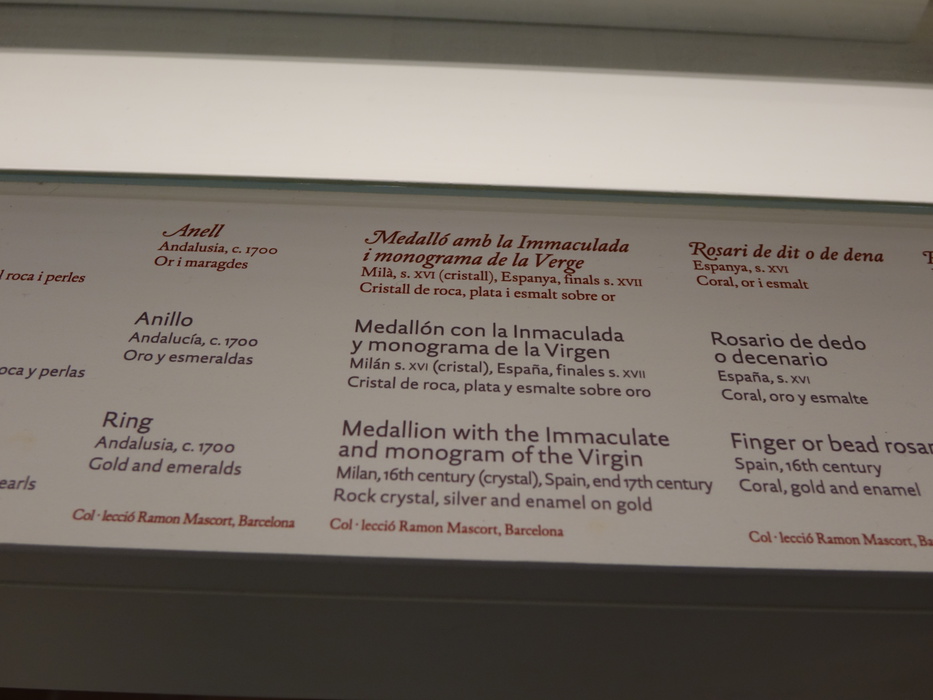 roca i perles
oca y perlas
earls
Anell
Andalusia, c. 1700
Or i maragdes
Anillo
Andalucía, c. 1700
Oro y esmeraldas
Ring
Andalusia, c. 1700
Gold and emeralds
Col·lecció Ramon Mascort, Barcelona
Medalló amb la Immaculada
i monograma de la Verge
Milà, s. XVI (cristall), Espanya, finals s. XVII
Cristall de roca, plata i esmalt sobre or
Medallón con la Inmaculada
y monograma de la Virgen
Milán s. XVI (cristal), España, finales s. XVII
Cristal de roca, plata y esmalte sobre oro
Medallion with the Immaculate
and monogram of the Virgin
Milan, 16th century (crystal), Spain, end 17th century
Rock crystal, silver and enamel on gold
Col·lecció Ramon Mascort, Barcelona
Rosari de dit o de dena
Espanya, s. XVI
Coral, or i esmalt
Rosario de dedo
o decenario
España, s. XVI
Coral, oro y esmalte
Finger or bead rosar
Spain, 16th century
Coral, gold and enamel
Col·lecció Ramon Mascort, Ba